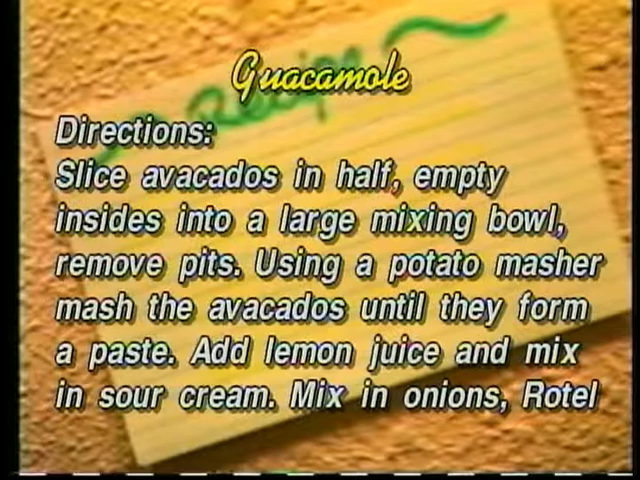 Recipe
Guacamole
Directions:
Slice avacados in half, empty
insides into a large mixing bowl,
remove pits. Using a potato masher
mash the avacados until they form
a paste. Add lemon juice and mix
in sour cream. Mix in onions, Rotel